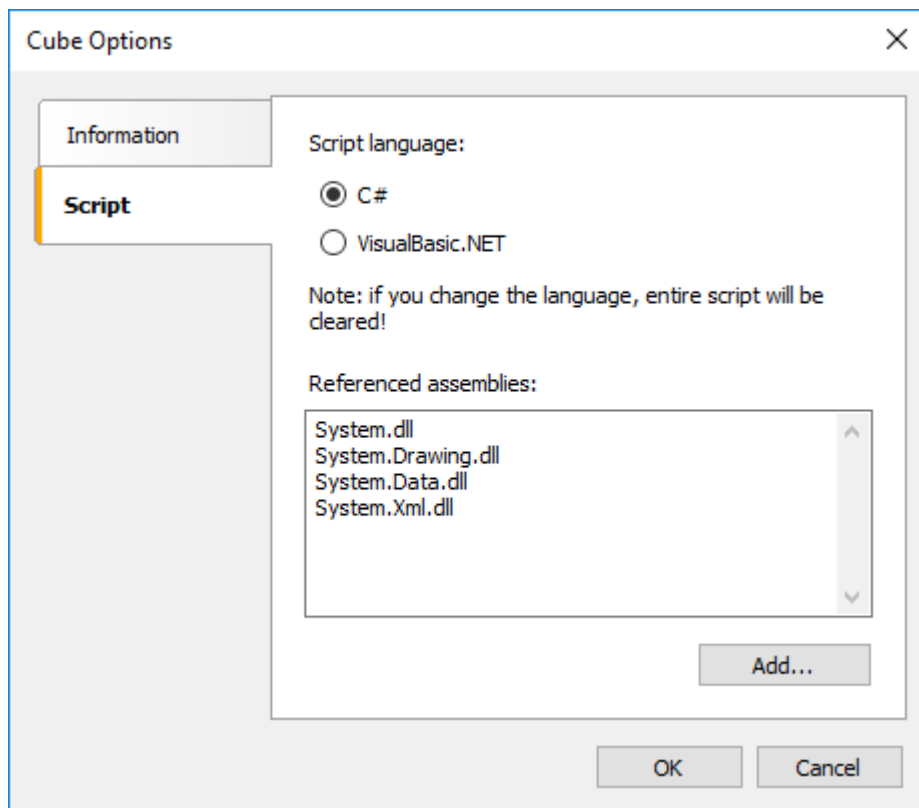 Cube Options
Information
Script
Script language:
C#
VisualBasic.NET
Note: if you change the language, entire script will be
cleared!
Referenced assemblies:
System.dll
System.Drawing.dll
System.Data.dll
System.Xml.dll
Add...
OK
Cancel